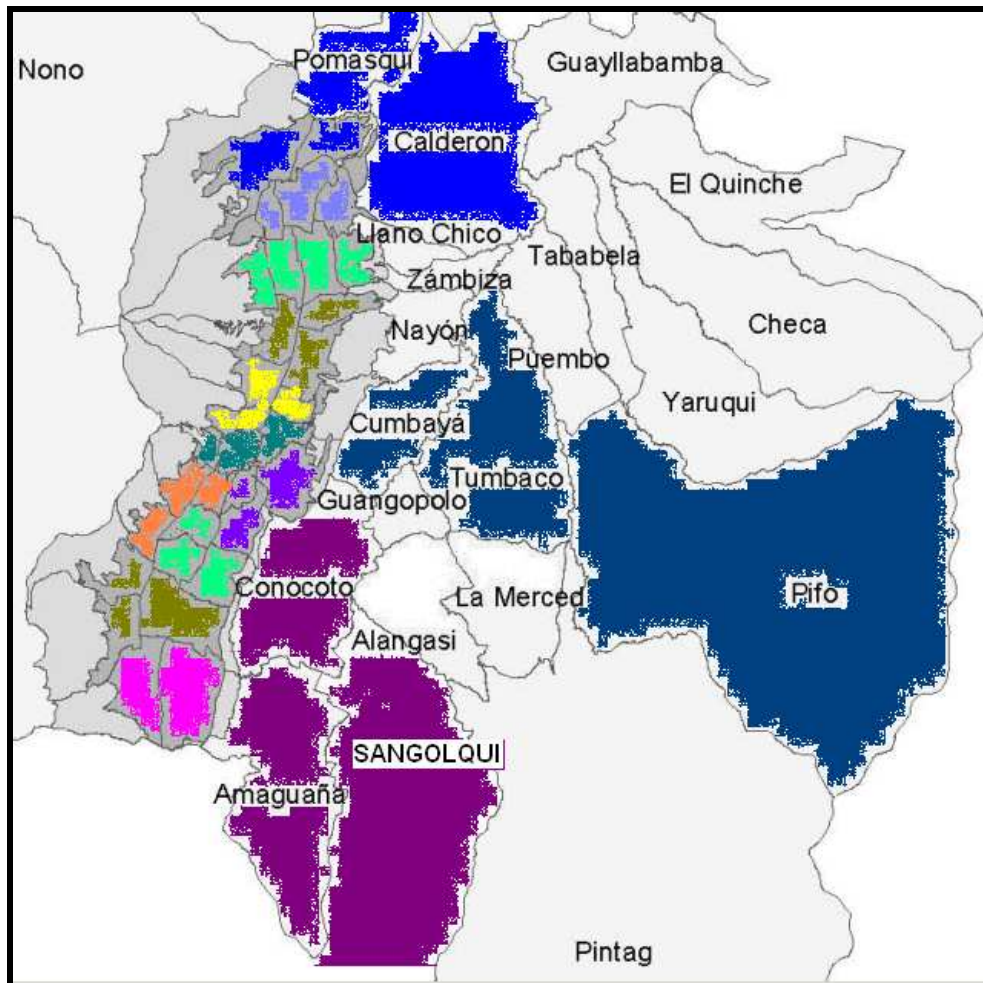 Pomasqui
Nono
Guayllabamba
Calderon
El Quinche
Llano Chico
Tababela
Zámbiza
Nayón
Checa
Puembo
Yaruqui
Cumbayá
Tumbaco
Guangopolo
Conocoto
La Merced
Pifo
Alangasi
SANGOLQUI
Amaguaña
Pintag